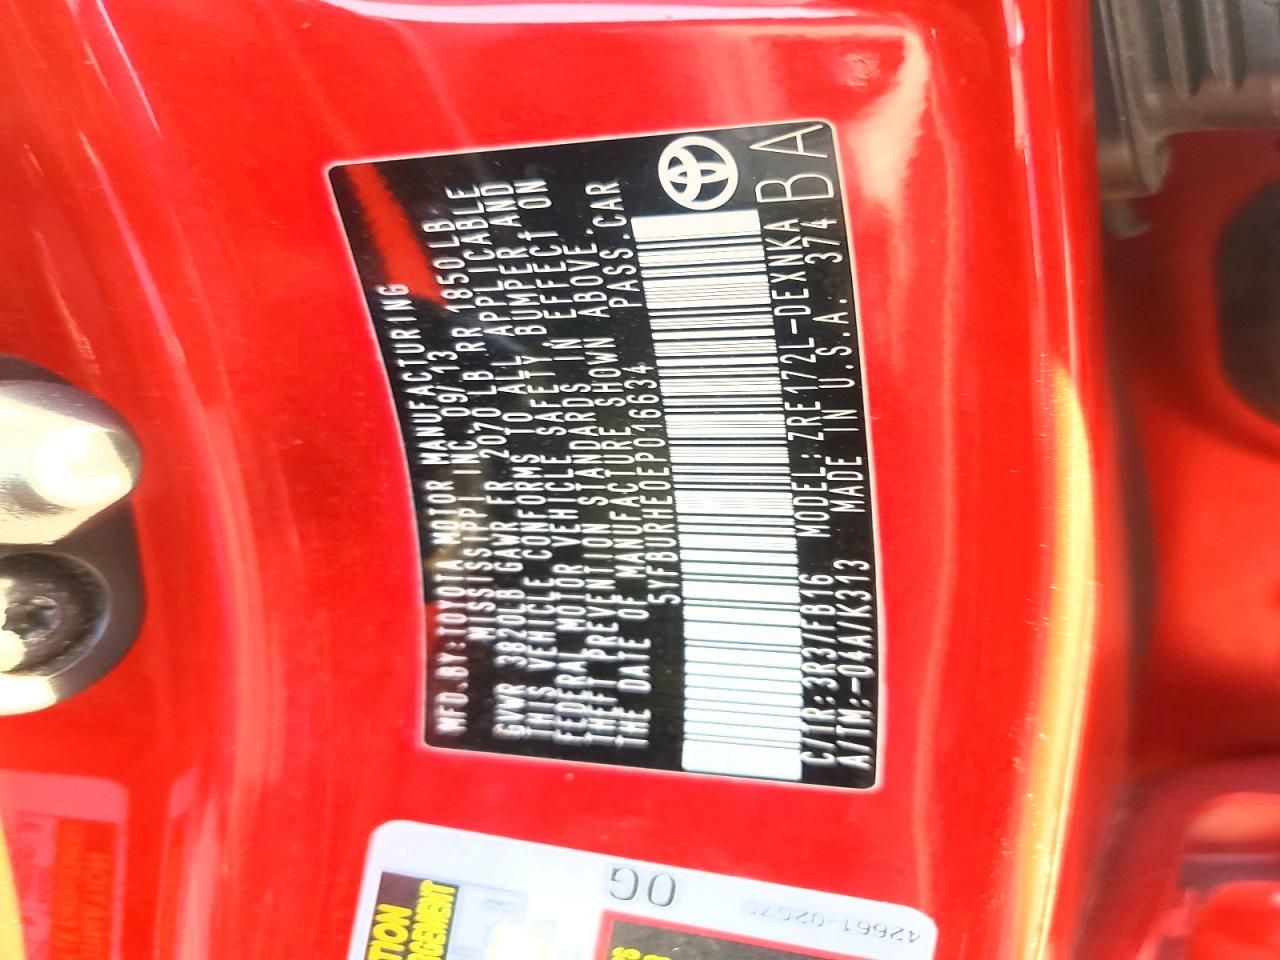 MFD.BY:TOYOTA MOTOR MANUFACTURING
MISSISSIPPI INC. 09/13
GVWR 3820LB GAWR FR 2070LB RR 1850LB
THIS VEHICLE CONFORMS TO ALL APPLICABLE
FEDERAL MOTOR VEHICLE SAFETY BUMPER, AND
THEFT PREVENTION STANDARDS IN EFFECT ON
THE DATE OF MANUFACTURE SHOWN ABOVE.
5YFBURHE0EP016634 PASS.CAR
C/TR:3R3/FB16 MODEL:ZRE172L-DEXNKA
A/TM:-04A/K313 MADE IN U.S.A. 374
BA
OG
TION